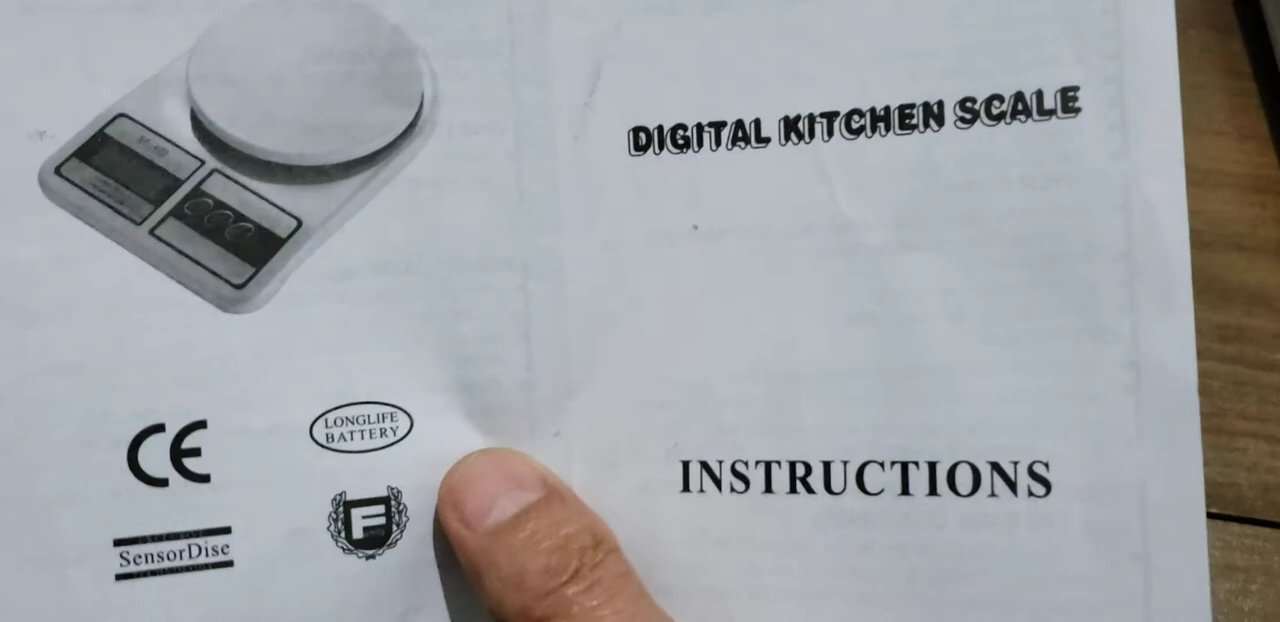 DIGITAL KITCHEN SCALE
LONGLIFE
BATTERY
CE
F
SensorDise
INSTRUCTIONS